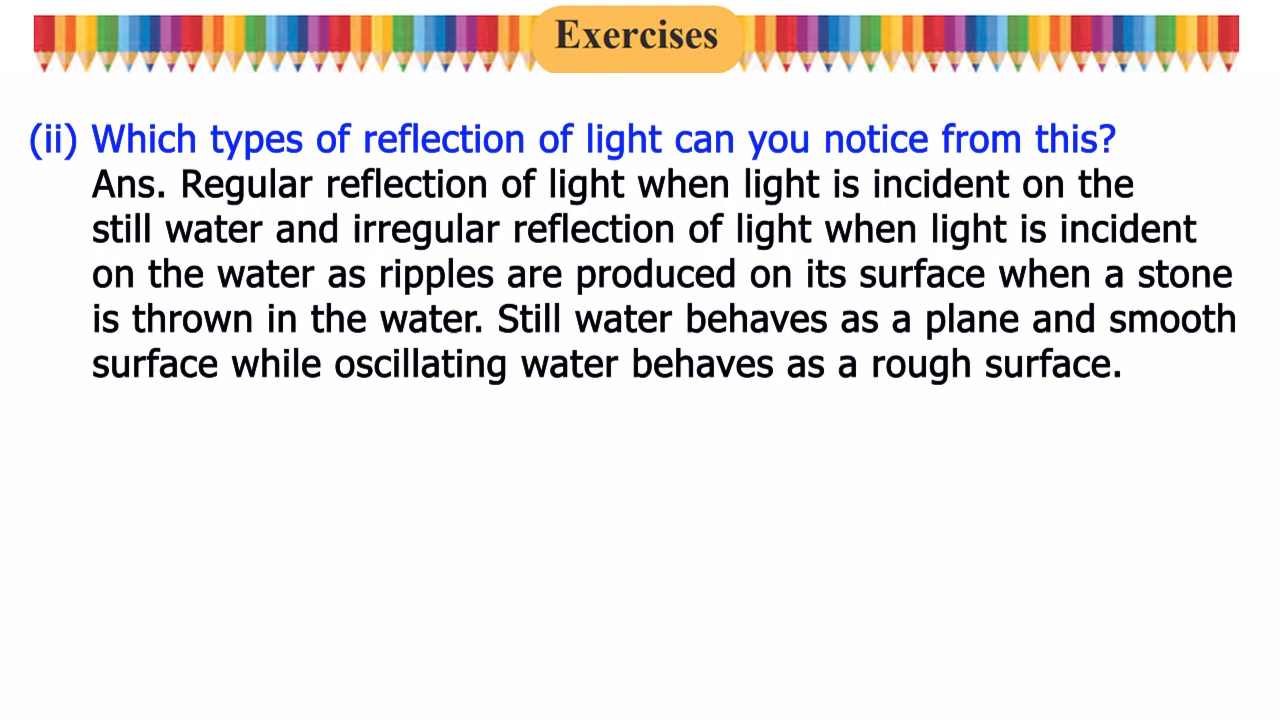 Exercises
(ii) Which types of reflection of light can you notice from this?
Ans. Regular reflection of light when light is incident on the
still water and irregular reflection of light when light is incident
on the water as ripples are produced on its surface when a stone
is thrown in the water. Still water behaves as a plane and smooth
surface while oscillating water behaves as a rough surface.